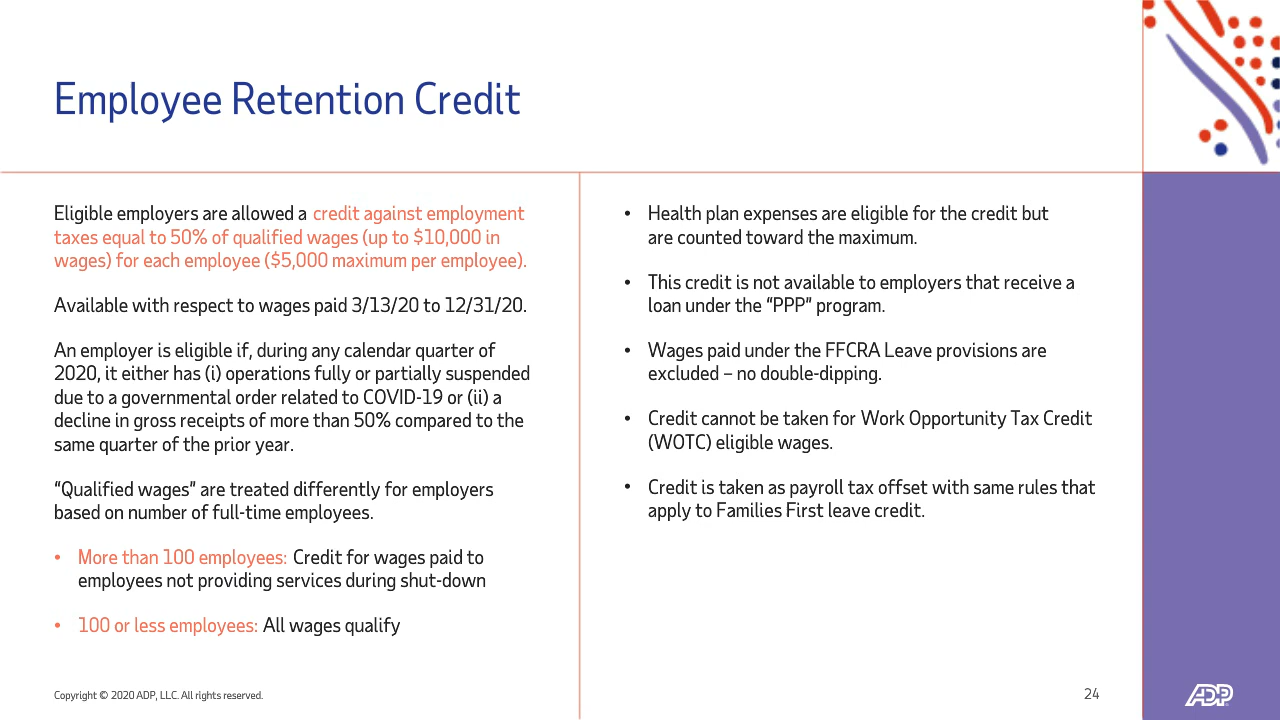 Employee Retention Credit
Eligible employers are allowed a credit against employment
taxes equal to 50% of qualified wages (up to $10,000 in
wages) for each employee ($5,000 maximum per employee).
Available with respect to wages paid 3/13/20 to 12/31/20.
An employer is eligible if, during any calendar quarter of
2020, it either has (i) operations fully or partially suspended
due to a governmental order related to COVID-19 or (ii) a
decline in gross receipts of more than 50% compared to the
same quarter of the prior year.
“Qualified wages” are treated differently for employers
based on number of full-time employees.
• More than 100 employees: Credit for wages paid to
employees not providing services during shut-down
• 100 or less employees: All wages qualify
• Health plan expenses are eligible for the credit but
are counted toward the maximum.
• This credit is not available to employers that receive a
loan under the “PPP” program.
• Wages paid under the FFCRA Leave provisions are
excluded – no double-dipping.
• Credit cannot be taken for Work Opportunity Tax Credit
(WOTC) eligible wages.
• Credit is taken as payroll tax offset with same rules that
apply to Families First leave credit.
Copyright © 2020 ADP, LLC. All rights reserved.
24
ADP